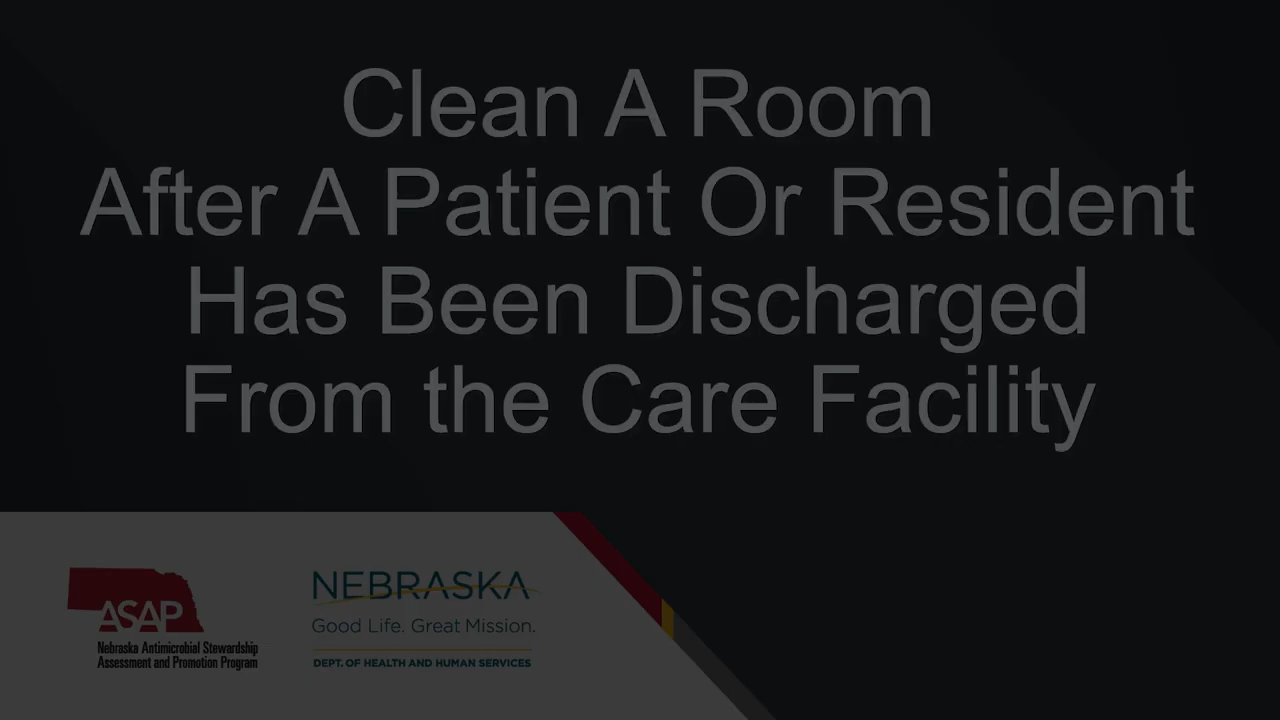 Clean A Room
After A Patient Or Resident
Has Been Discharged
From the Care Facility
ASAP
Nebraska Antimicrobial Stewardship
Assessment and Promotion Program
NEBRASKA
Good Life. Great Mission.
DEPT. OF HEALTH AND HUMAN SERVICES